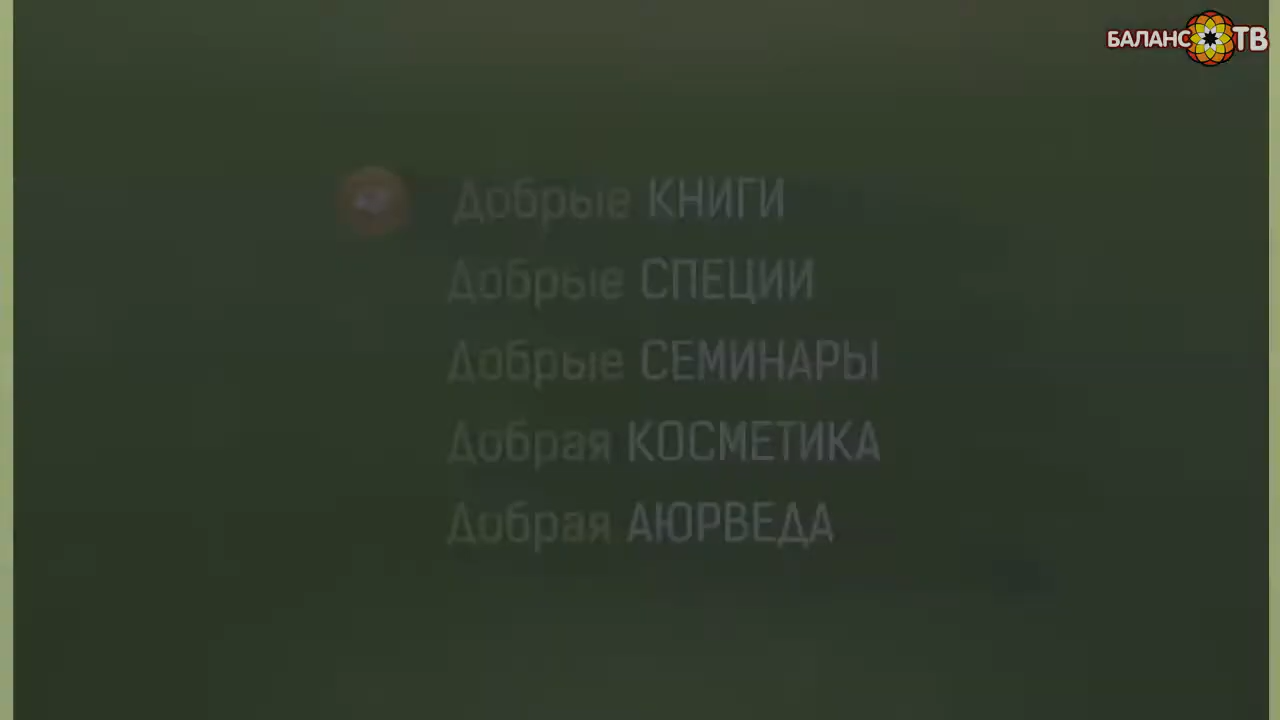 БАЛАНС ТВ
Добрые КНИГИ
Добрые СПЕЦИИ
Добрые СЕМИНАРЫ
Добрая КОСМЕТИКА
Добрая АЮРВЕДА